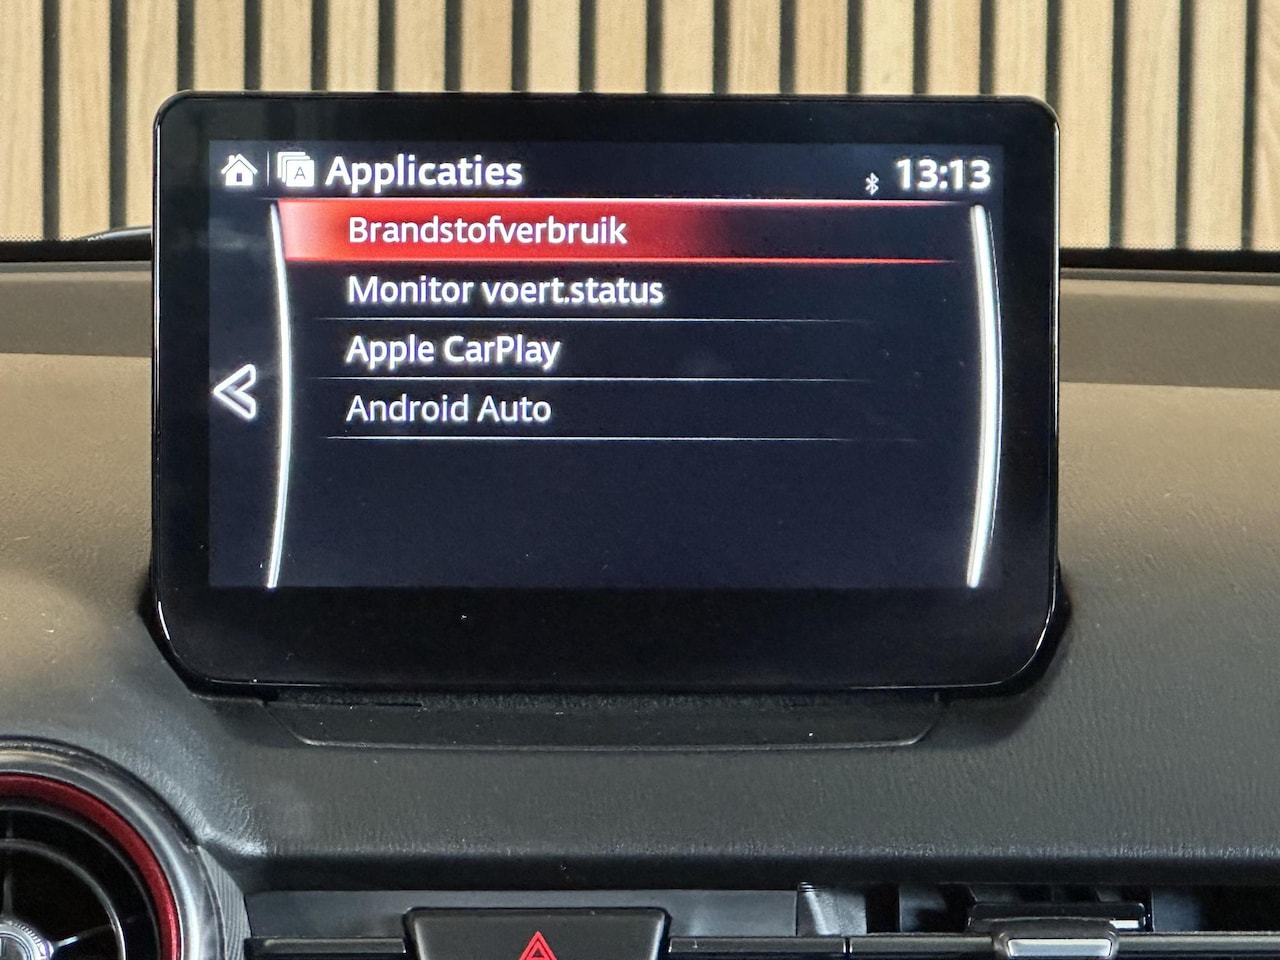 Applicaties
13:13
Brandstofverbruik
Monitor voert.status
Apple CarPlay
Android Auto